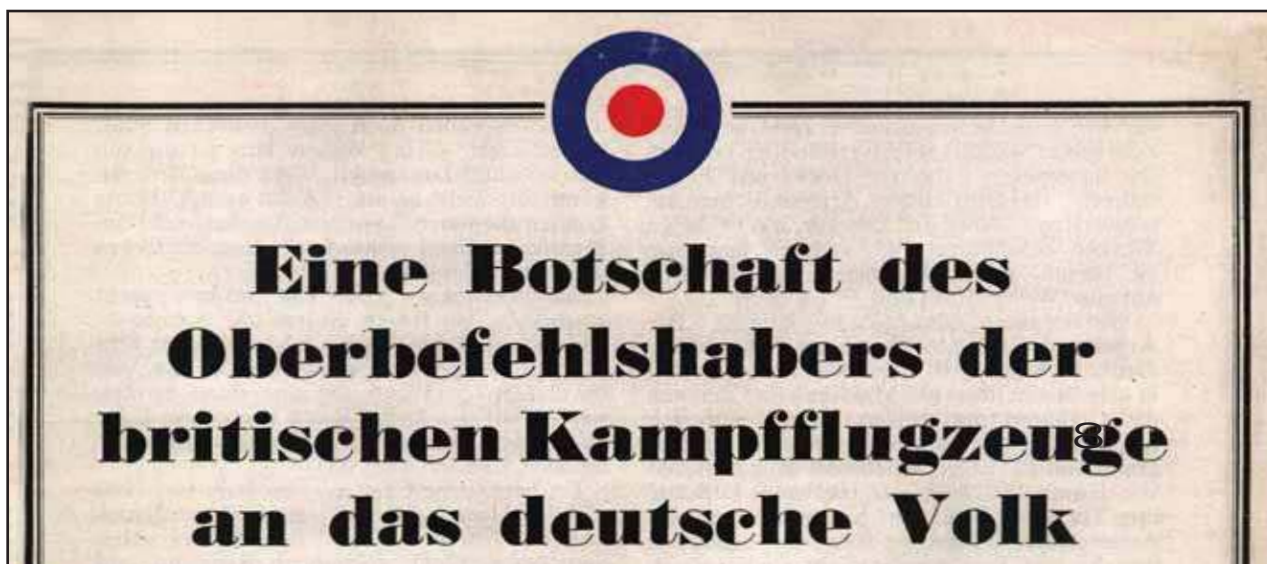 Eine Botschaft des
Oberbefehlshabers der
britischen Kampfflugzeuge
an das deutsche Volk